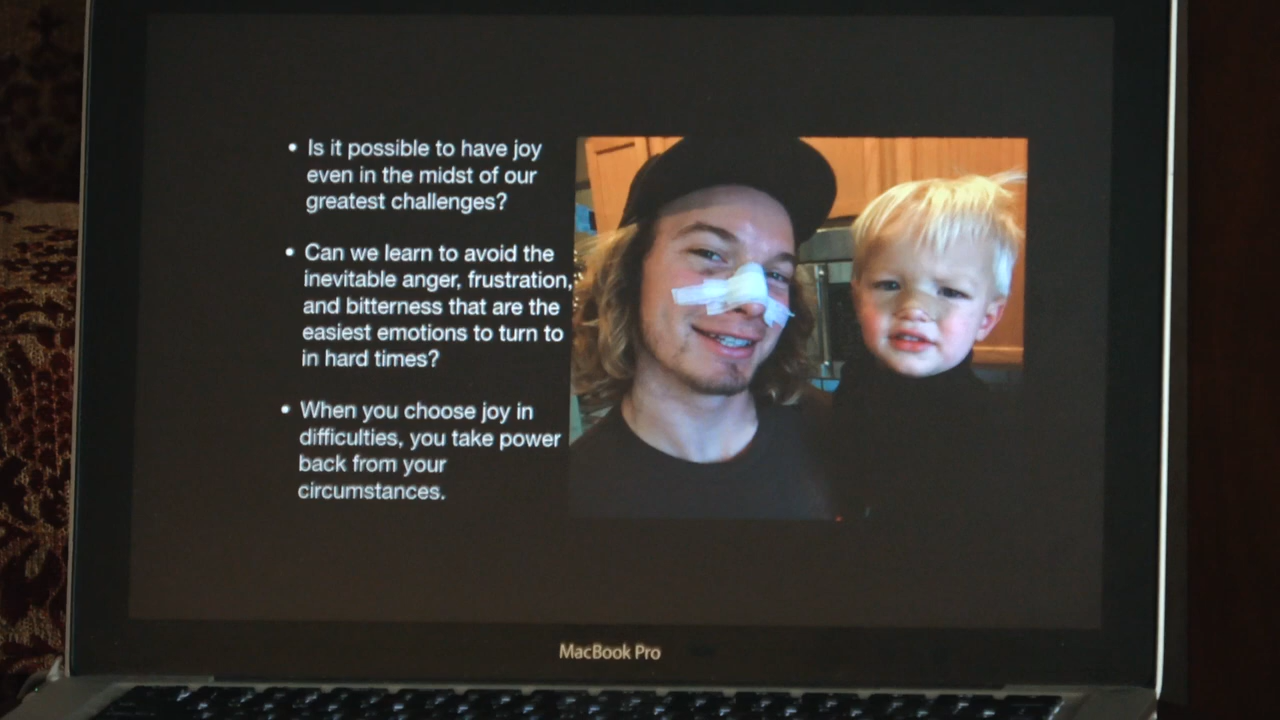 • Is it possible to have joy
even in the midst of our
greatest challenges?
• Can we learn to avoid the
inevitable anger, frustration,
and bitterness that are the
easiest emotions to turn to
in hard times?
• When you choose joy in
difficulties, you take power
back from your
circumstances.
MacBook Pro